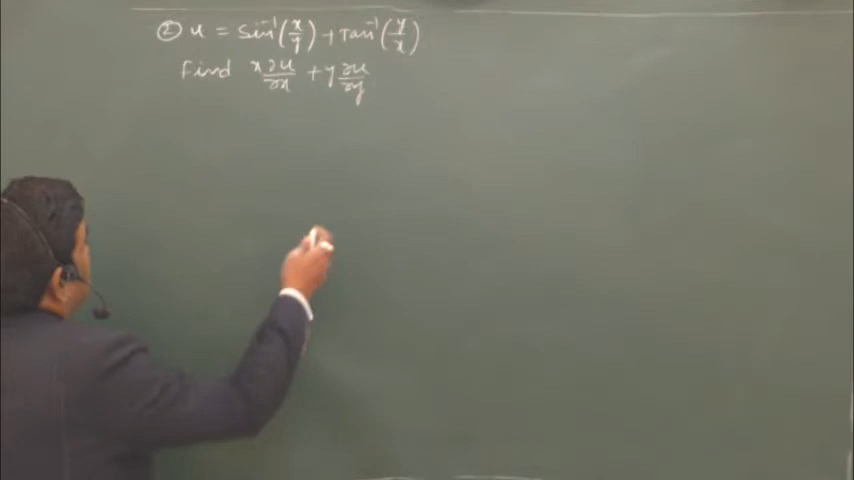 ② u = sin⁻¹(x/y) + Tan⁻¹(y/x)
Find x ∂u/∂x + y ∂u/∂y